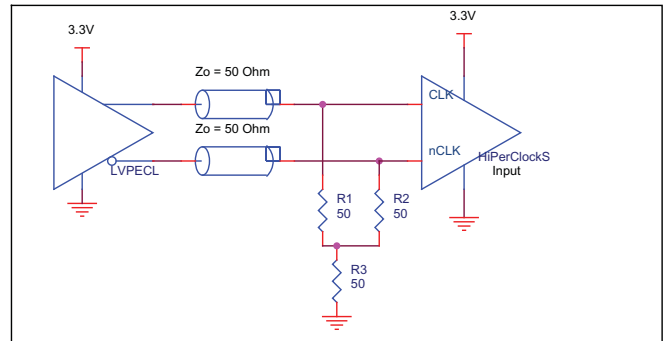 3.3V
3.3V
Zo = 50 Ohm
CLK
Zo = 50 Ohm
nCLK
LVPECL
HiPerClockS
Input
R1
50
R2
50
R3
50